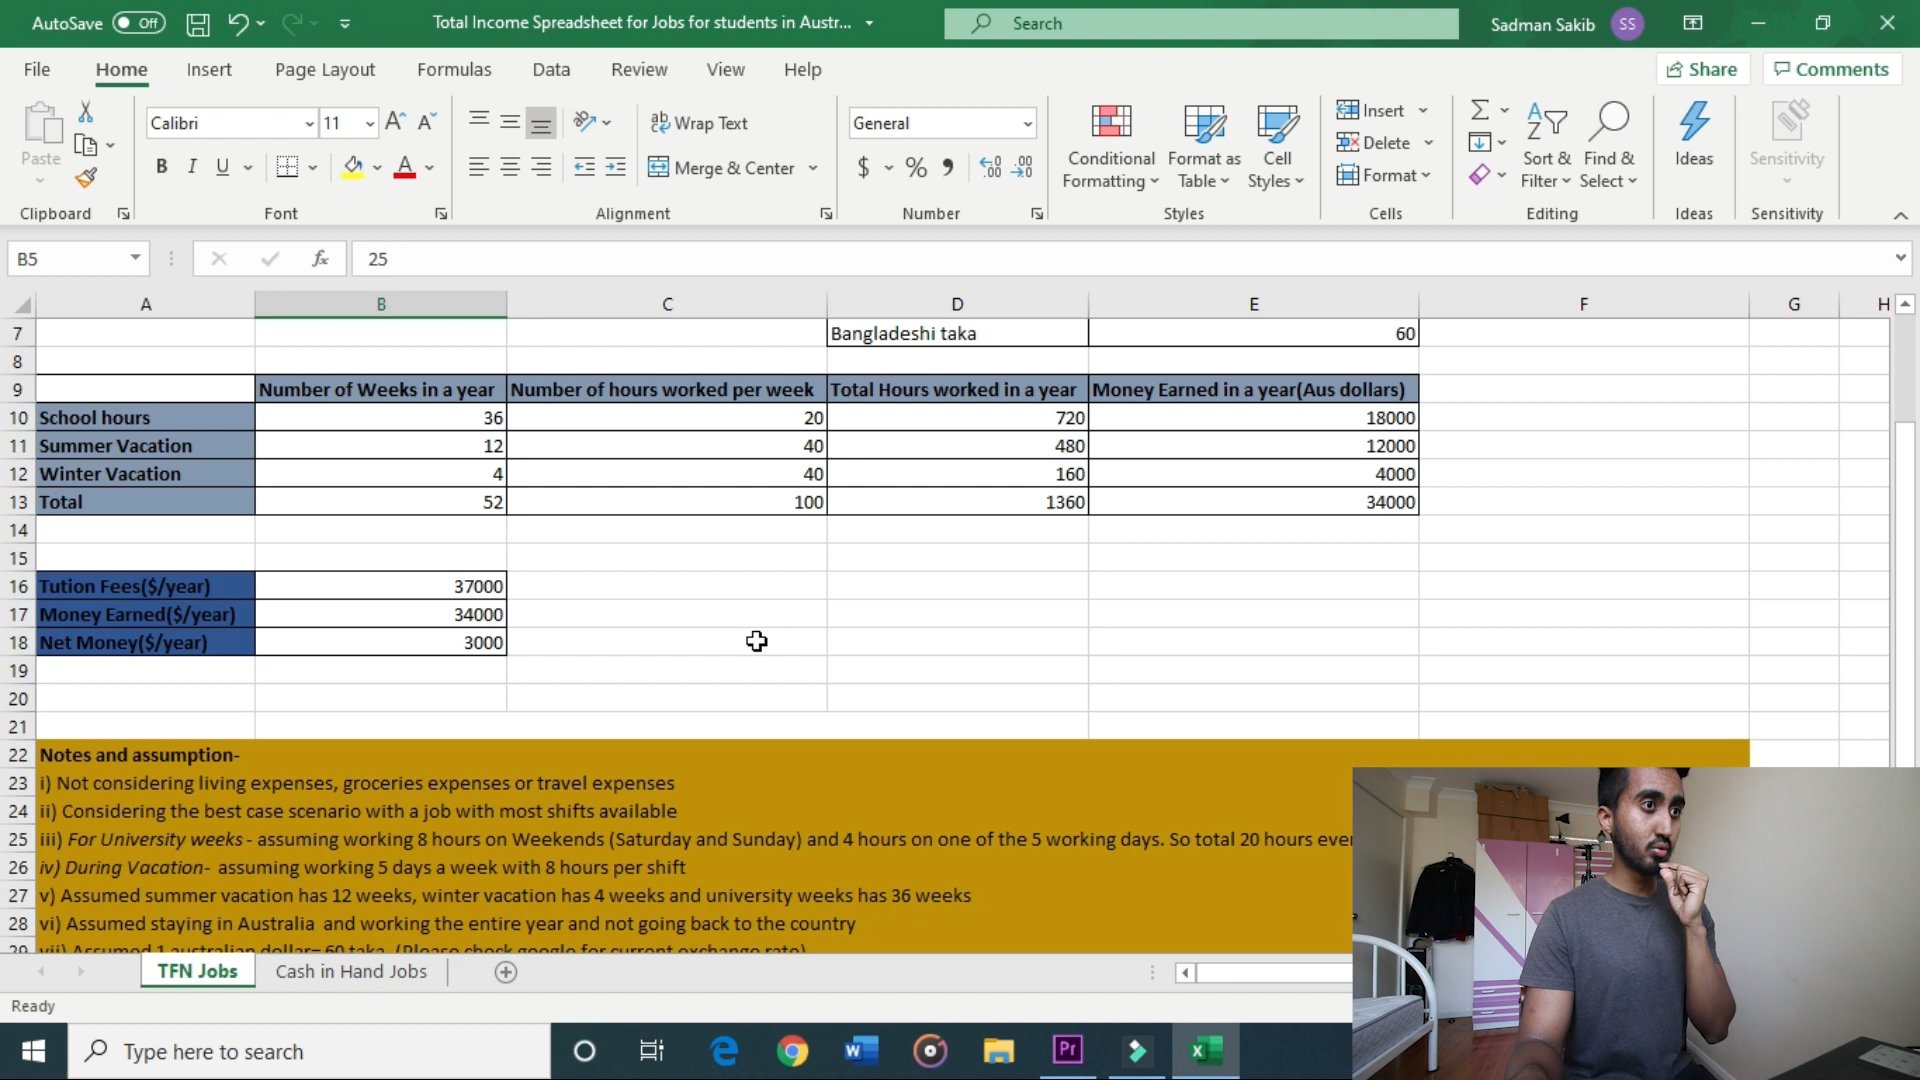 AutoSave Off Total Income Spreadsheet for Jobs for students in Austr... Search Sadman Sakib SS
File Home Insert Page Layout Formulas Data Review View Help Share Comments
Paste Calibri 11 A A Wrap Text General Conditional Formatting Format as Table Cell Styles Insert Delete Format Sort & Filter Find & Select Ideas Sensitivity
B I U A Merge & Center $ % 9
Clipboard Font Alignment Number Styles Cells Editing Ideas Sensitivity
B5 fx 25
A B C D E F G H
7 Bangladeshi taka 60
8
9 Number of Weeks in a year Number of hours worked per week Total Hours worked in a year Money Earned in a year(Aus dollars)
10 School hours 36 20 720 18000
11 Summer Vacation 12 40 480 12000
12 Winter Vacation 4 40 160 4000
13 Total 52 100 1360 34000
14
15
16 Tution Fees($/year) 37000
17 Money Earned($/year) 34000
18 Net Money($/year) 3000
19
20
21
22 Notes and assumption-
23 i) Not considering living expenses, groceries expenses or travel expenses
24 ii) Considering the best case scenario with a job with most shifts available
25 iii) For University weeks - assuming working 8 hours on Weekends (Saturday and Sunday) and 4 hours on one of the 5 working days. So total 20 hours ever
26 iv) During Vacation- assuming working 5 days a week with 8 hours per shift
27 v) Assumed summer vacation has 12 weeks, winter vacation has 4 weeks and university weeks has 36 weeks
28 vi) Assumed staying in Australia and working the entire year and not going back to the country
29 vii) Assumed 1 australian dollar= 60 taka (Please check google for current exchange rate)
TFN Jobs Cash in Hand Jobs
Ready
Type here to search W Pr X